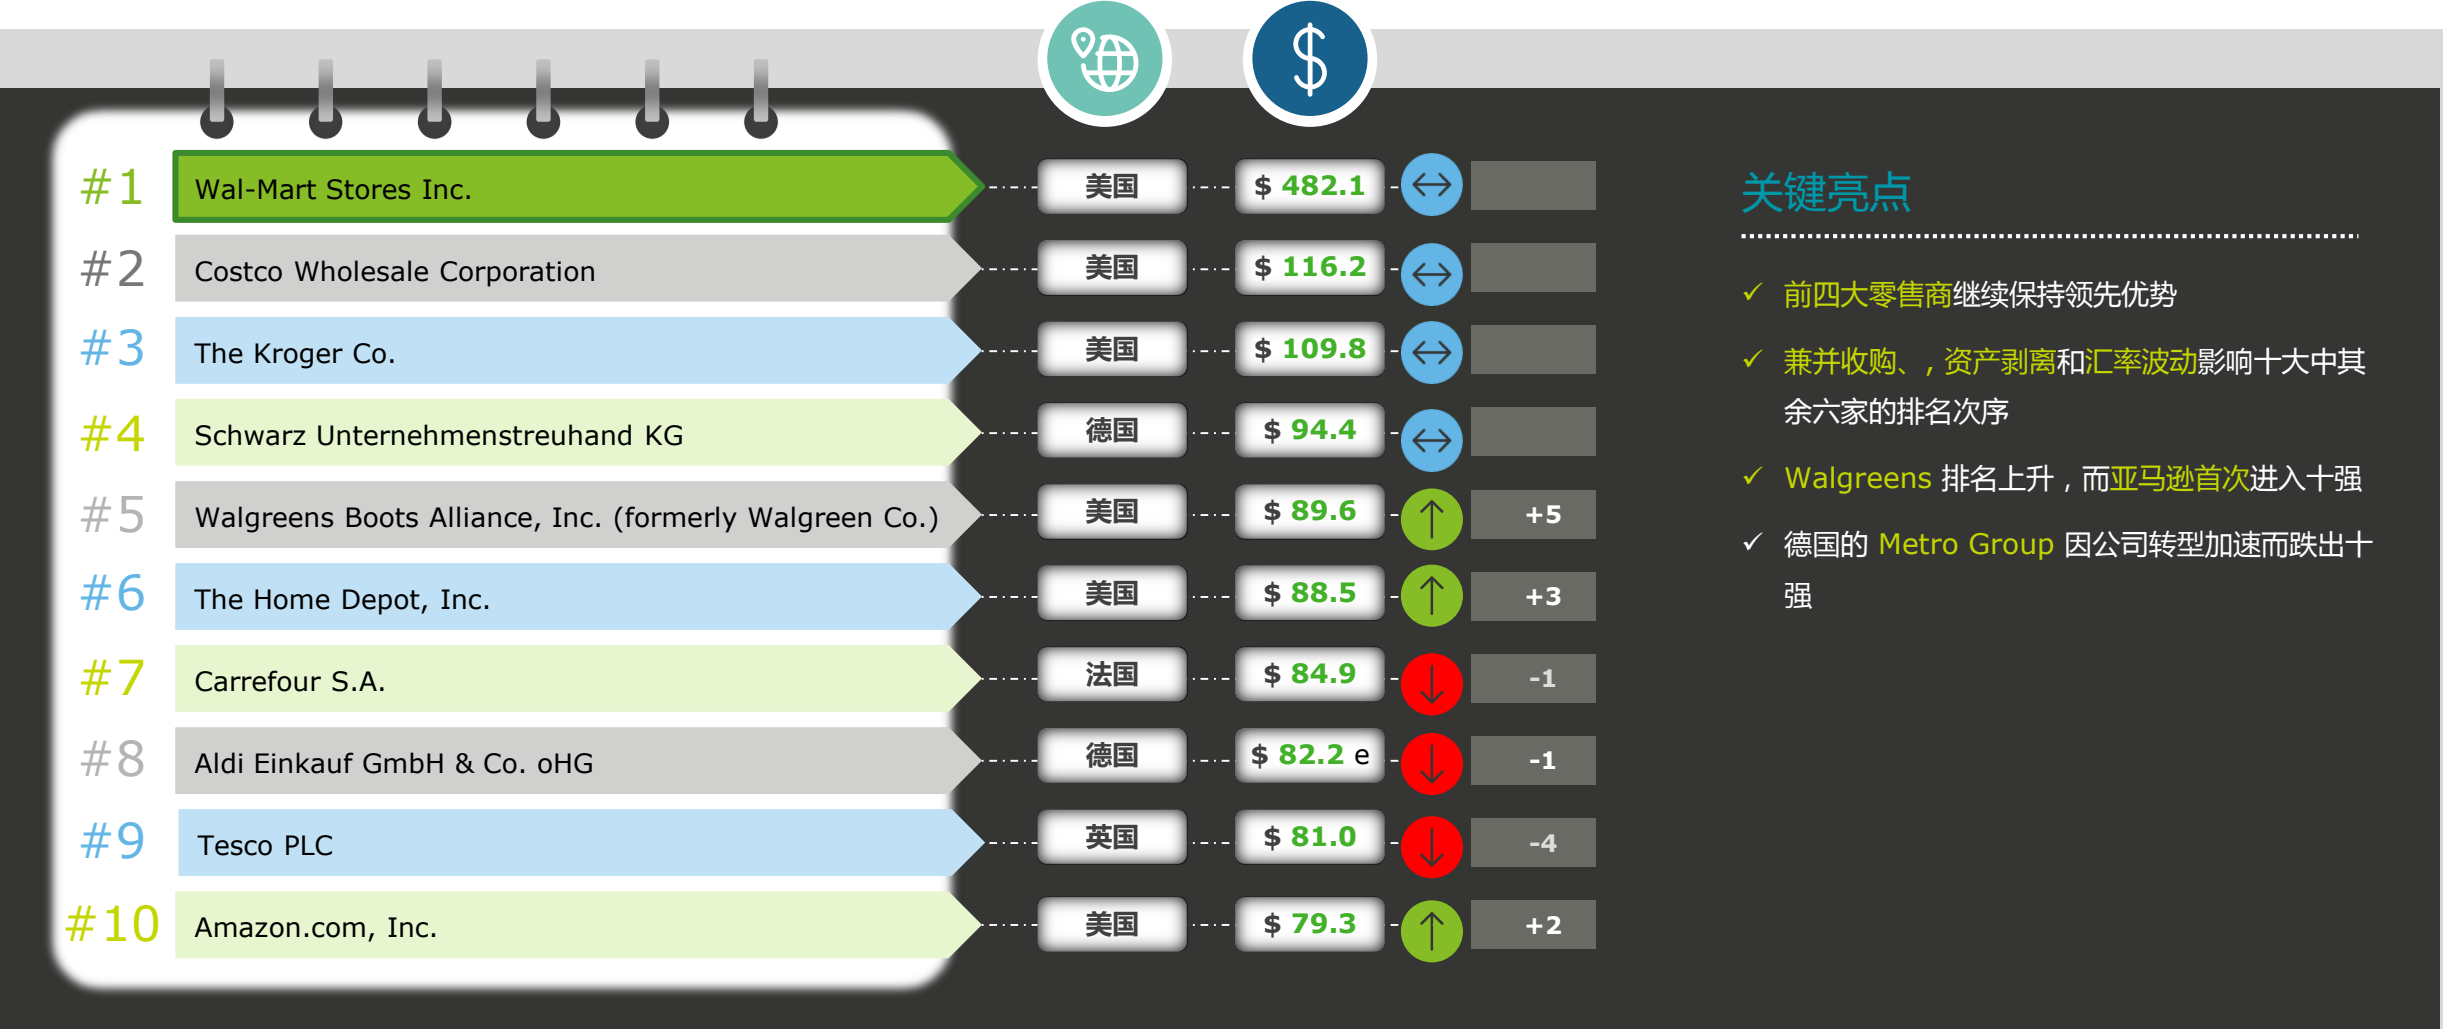 #1 Wal-Mart Stores Inc. 美国 $ 482.1
#2 Costco Wholesale Corporation 美国 $ 116.2
#3 The Kroger Co. 美国 $ 109.8
#4 Schwarz Unternehmenstreuhand KG 德国 $ 94.4
#5 Walgreens Boots Alliance, Inc. (formerly Walgreen Co.) 美国 $ 89.6 +5
#6 The Home Depot, Inc. 美国 $ 88.5 +3
#7 Carrefour S.A. 法国 $ 84.9 -1
#8 Aldi Einkauf GmbH & Co. oHG 德国 $ 82.2 e -1
#9 Tesco PLC 英国 $ 81.0 -4
#10 Amazon.com, Inc. 美国 $ 79.3 +2
关键亮点
✓ 前四大零售商继续保持领先优势
✓ 兼并收购、, 资产剥离和汇率波动影响十大中其
余六家的排名次序
✓ Walgreens 排名上升，而亚马逊首次进入十强
✓ 德国的 Metro Group 因公司转型加速而跌出十
强